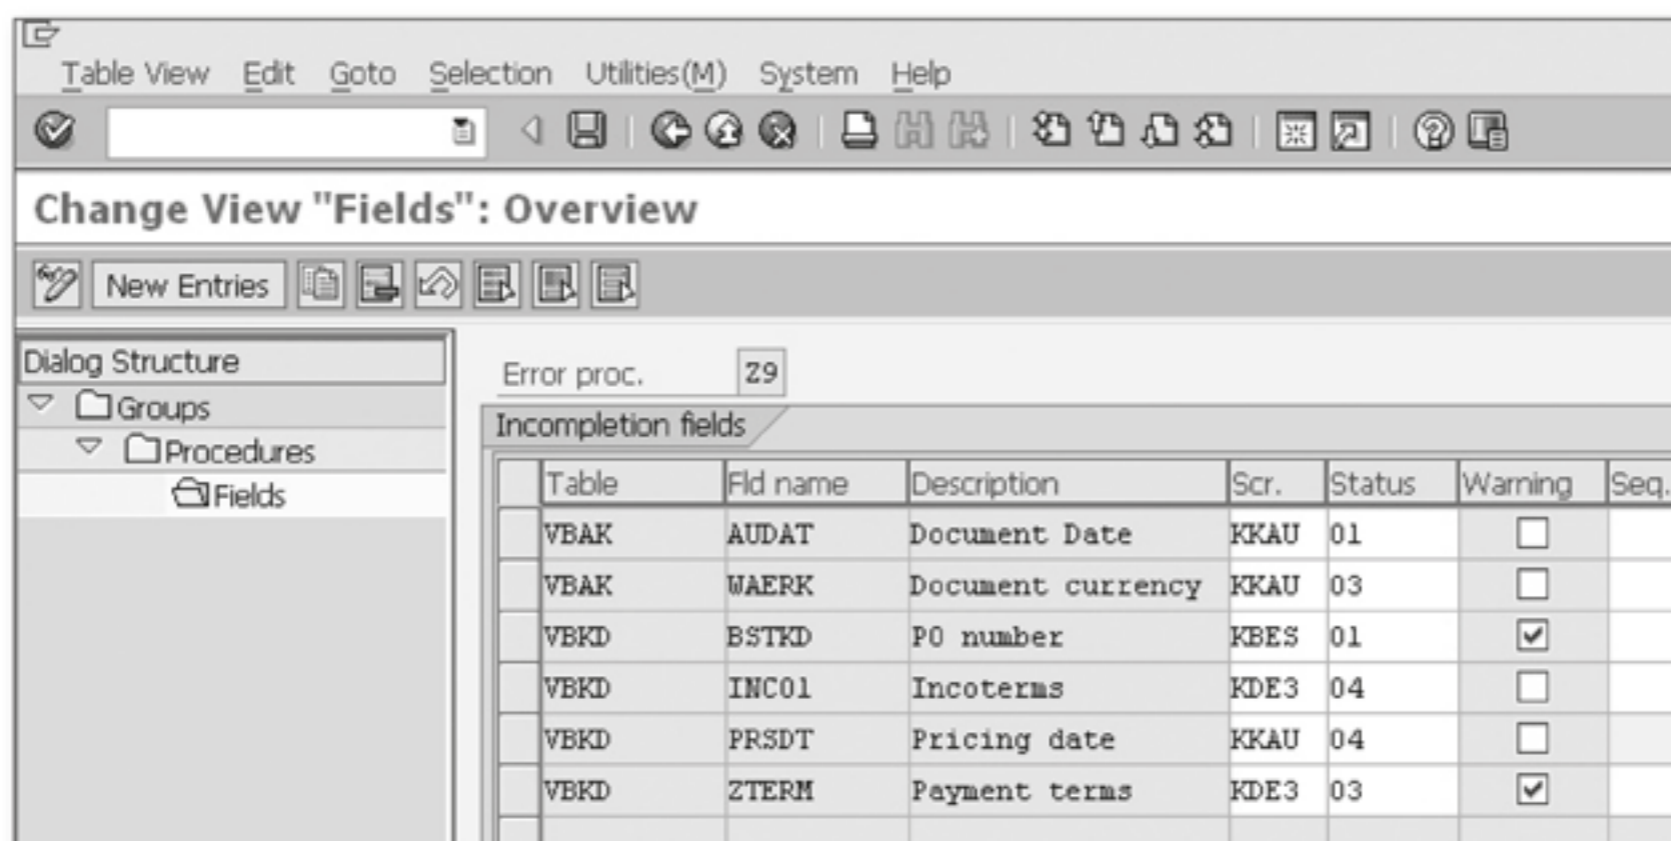 Table View Edit Goto Selection Utilities(M) System Help
Change View "Fields": Overview
New Entries
Dialog Structure
Groups
Procedures
Fields
Error proc. Z9
Incompletion fields
Table Fld name Description Scr. Status Warning Seq.
VBAK AUDAT Document Date KKAU 01
VBAK WAERK Document currency KKAU 03
VBKD BSTKD PO number KBES 01
VBKD INCO1 Incoterms KDE3 04
VBKD PRSDT Pricing date KKAU 04
VBKD ZTERM Payment terms KDE3 03